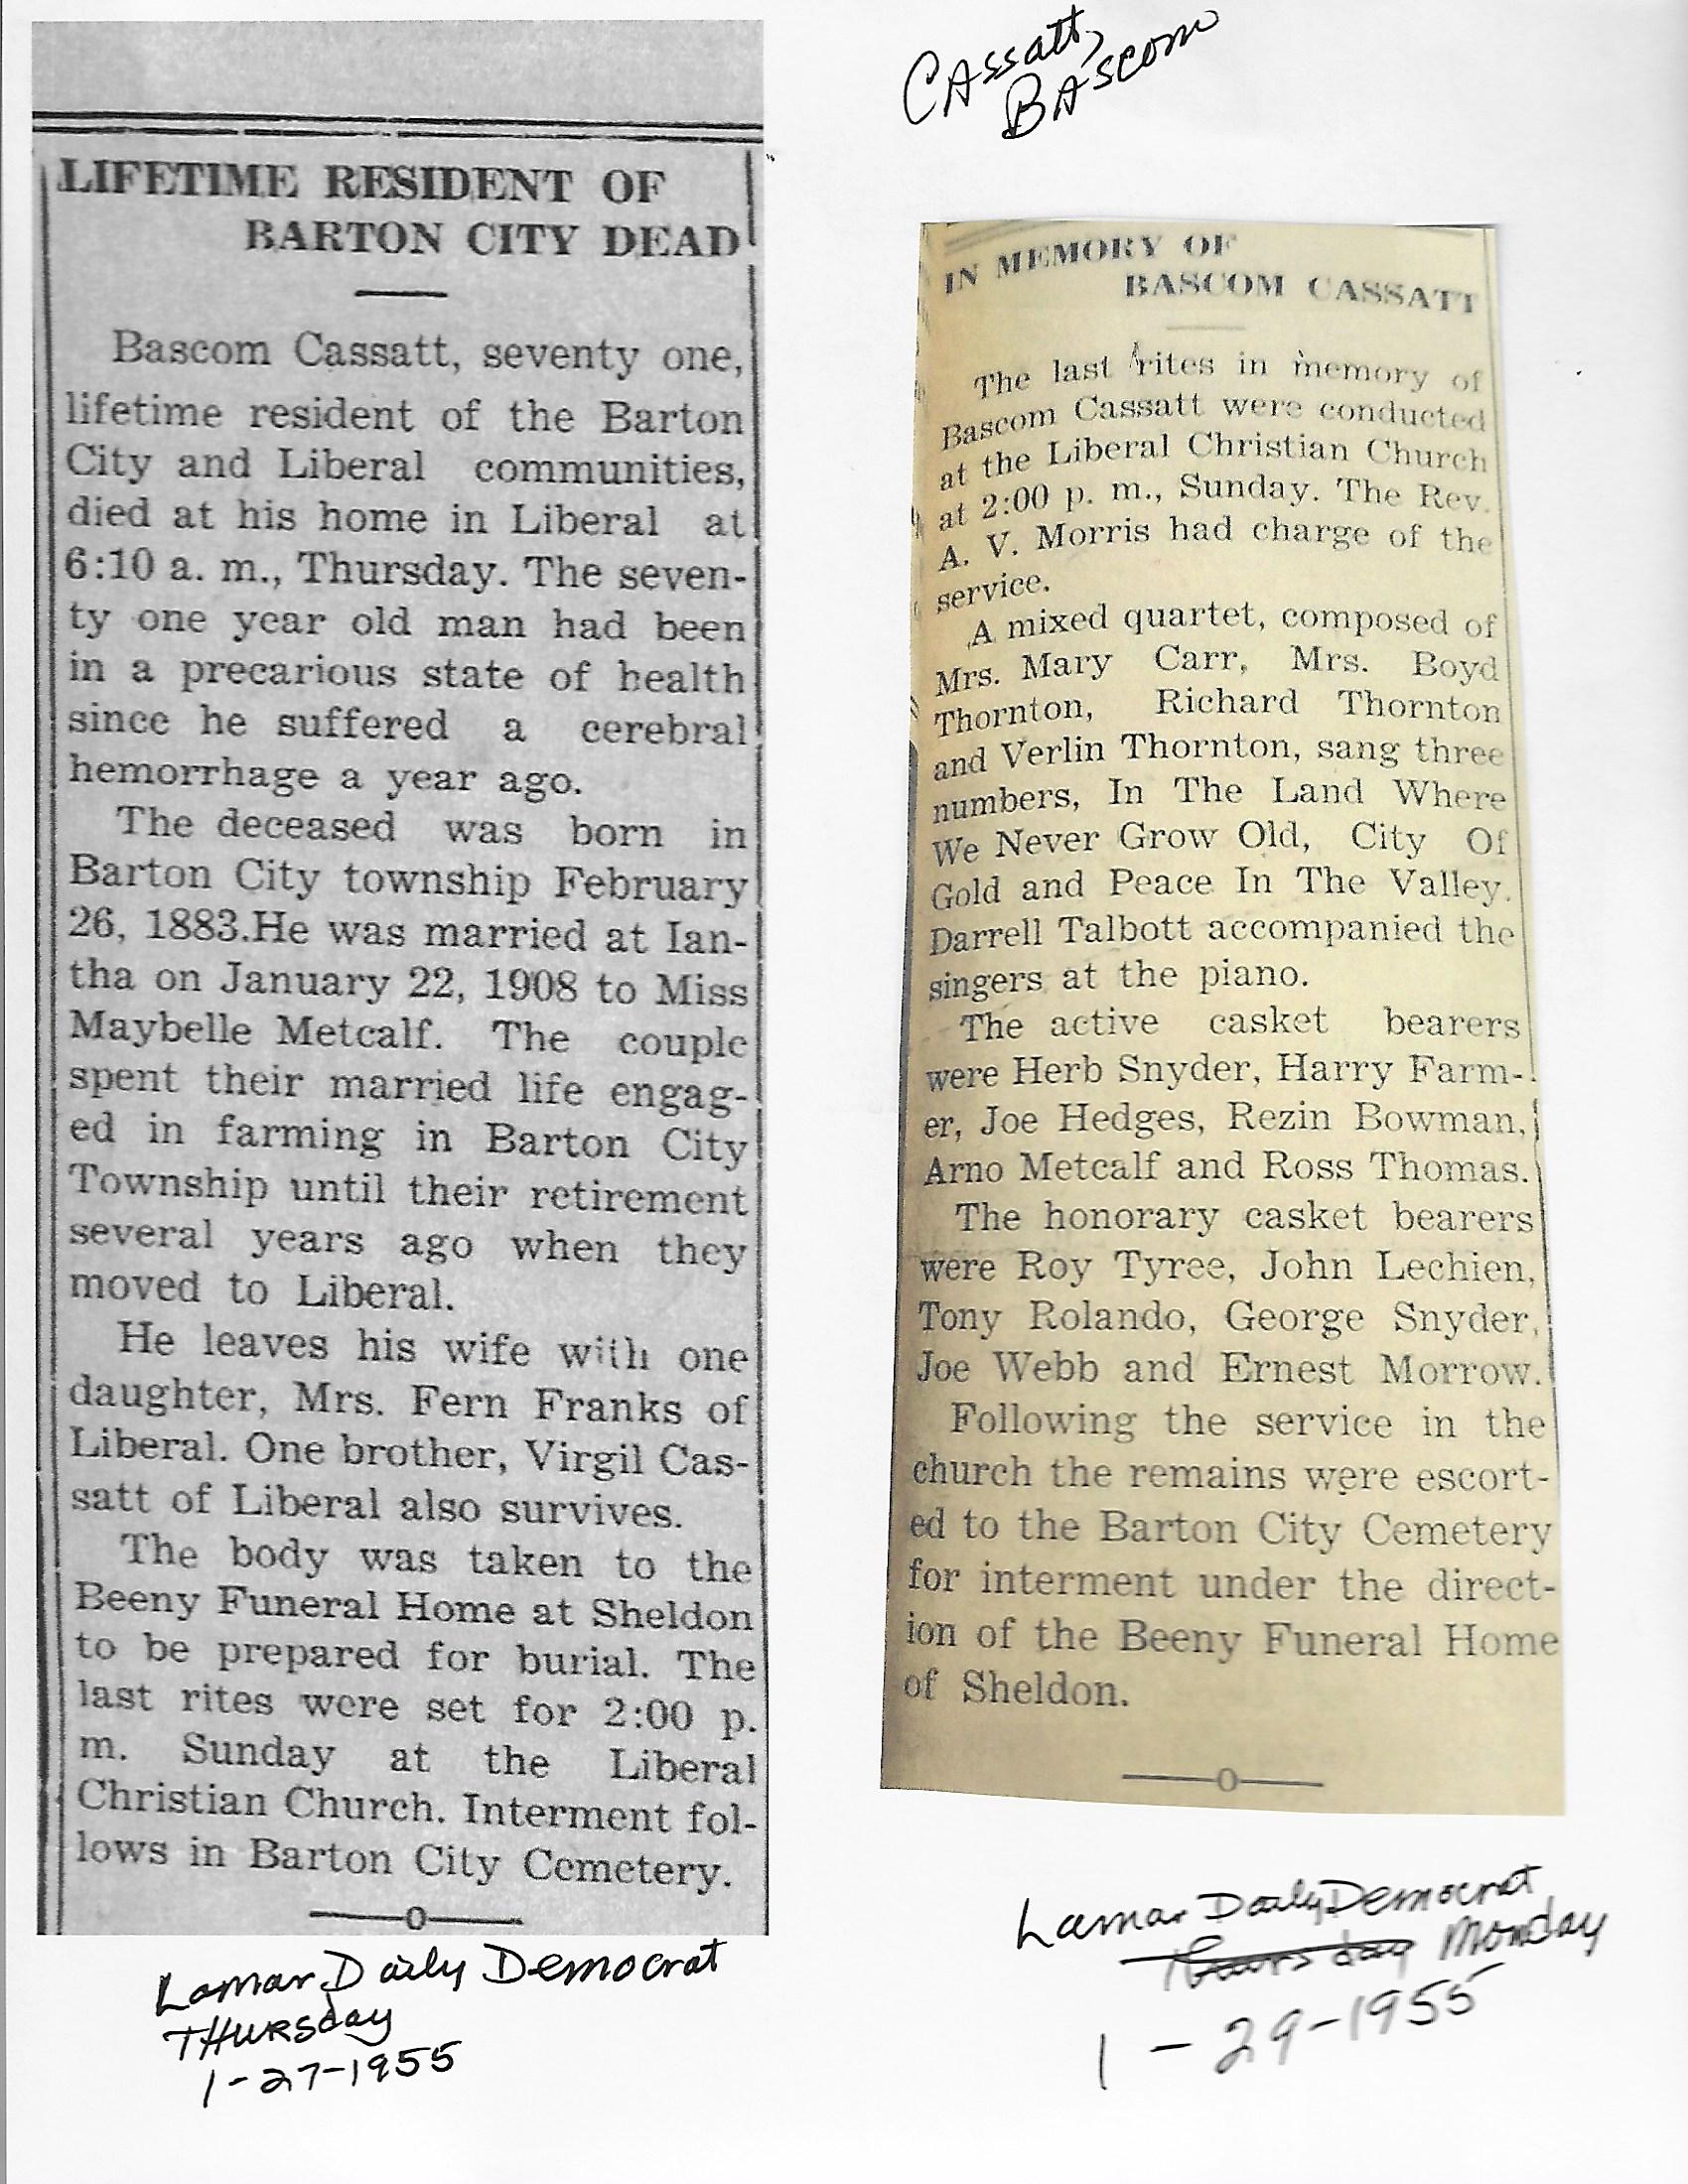 Cassatt,
Bascom
LIFETIME RESIDENT OF
BARTON CITY DEAD
Bascom Cassatt, seventy one,
lifetime resident of the Barton
City and Liberal communities,
died at his home in Liberal at
6:10 a. m., Thursday. The seven-
ty one year old man had been
in a precarious state of health
since he suffered a cerebral
hemorrhage a year ago.
The deceased was born in
Barton City township February
26, 1883.He was married at Ian-
tha on January 22, 1908 to Miss
Maybelle Metcalf. The couple
spent their married life engag-
ed in farming in Barton City
Township until their retirement
several years ago when they
moved to Liberal.
He leaves his wife with one
daughter, Mrs. Fern Franks of
Liberal. One brother, Virgil Cas-
satt of Liberal also survives.
The body was taken to the
Beeny Funeral Home at Sheldon
to be prepared for burial. The
last rites were set for 2:00 p.
m. Sunday at the Liberal
Christian Church. Interment fol-
lows in Barton City Cemetery.
Lamar Daily Democrat
THURSday
1-27-1955
IN MEMORY OF
BASCOM CASSATT
The last rites in memory of
Bascom Cassatt were conducted
at the Liberal Christian Church
at 2:00 p. m., Sunday. The Rev.
A. V. Morris had charge of the
service.
A mixed quartet, composed of
Mrs. Mary Carr, Mrs. Boyd
Thornton, Richard Thornton
and Verlin Thornton, sang three
numbers, In The Land Where
We Never Grow Old, City Of
Gold and Peace In The Valley.
Darrell Talbott accompanied the
singers at the piano.
The active casket bearers
were Herb Snyder, Harry Farm-
er, Joe Hedges, Rezin Bowman,
Arno Metcalf and Ross Thomas.
The honorary casket bearers
were Roy Tyree, John Lechien,
Tony Rolando, George Snyder,
Joe Webb and Ernest Morrow.
Following the service in the
church the remains were escort-
ed to the Barton City Cemetery
for interment under the direct-
ion of the Beeny Funeral Home
of Sheldon.
Lamar Daily Democrat
Thursday Monday
1-29-1955